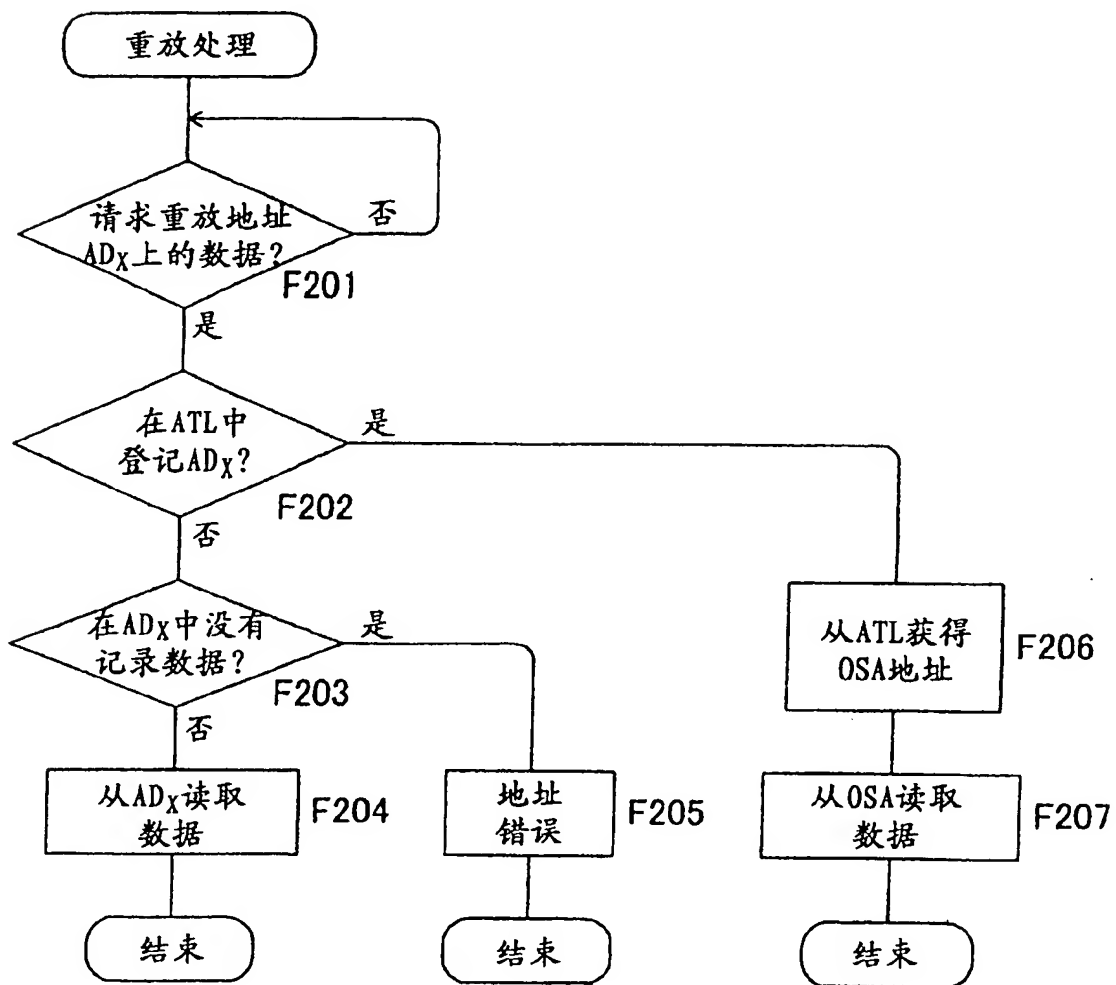 重放处理
请求重放地址
ADX上的数据?
否
F201
是
在ATL中
登记ADX?
是
F202
否
在ADX中没有
记录数据?
是
F203
否
从ATL获得
OSA地址
F206
从ADX读取
数据
F204
地址
错误
F205
从OSA读取
数据
F207
结束
结束
结束